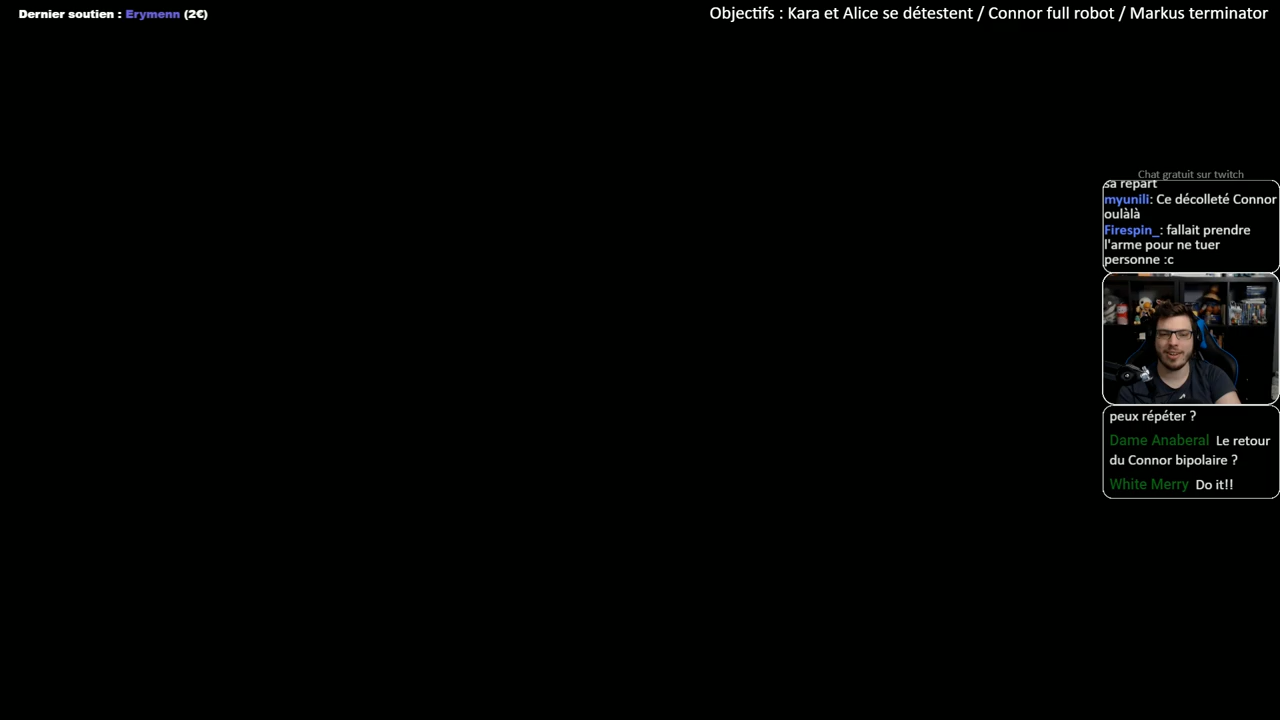 Dernier soutien : Erymenn (2€)
Objectifs : Kara et Alice se détestent / Connor full robot / Markus terminator
Chat gratuit sur twitch
sa repart
myunili: Ce décolleté Connor
oulàlà
Firespin_: fallait prendre
l'arme pour ne tuer
personne :c
peux répéter ?
Dame Anaberal Le retour
du Connor bipolaire ?
White Merry Do it!!